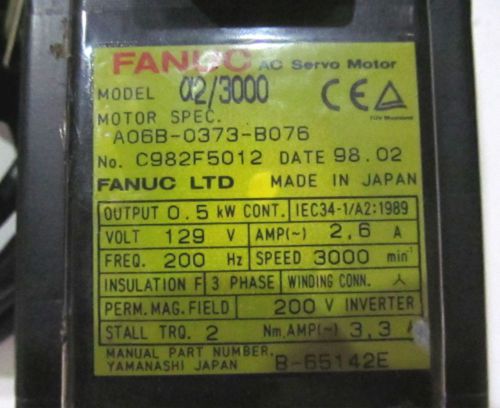 FANUC AC Servo Motor
MODEL α2/3000
MOTOR SPEC.
A06B-0373-B076
No. C982F5012 DATE 98.02
FANUC LTD MADE IN JAPAN
OUTPUT 0.5 kW CONT. IEC34-1/A2:1989
VOLT 129 V AMP(~) 2,6 A
FREQ. 200 Hz SPEED 3000 min⁻¹
INSULATION F 3 PHASE WINDING CONN. 人
PERM. MAG. FIELD 200 V INVERTER
STALL TRQ. 2 Nm, AMP(~) 3,3 A
MANUAL PART NUMBER.
YAMANASHI JAPAN B-65142E
CE